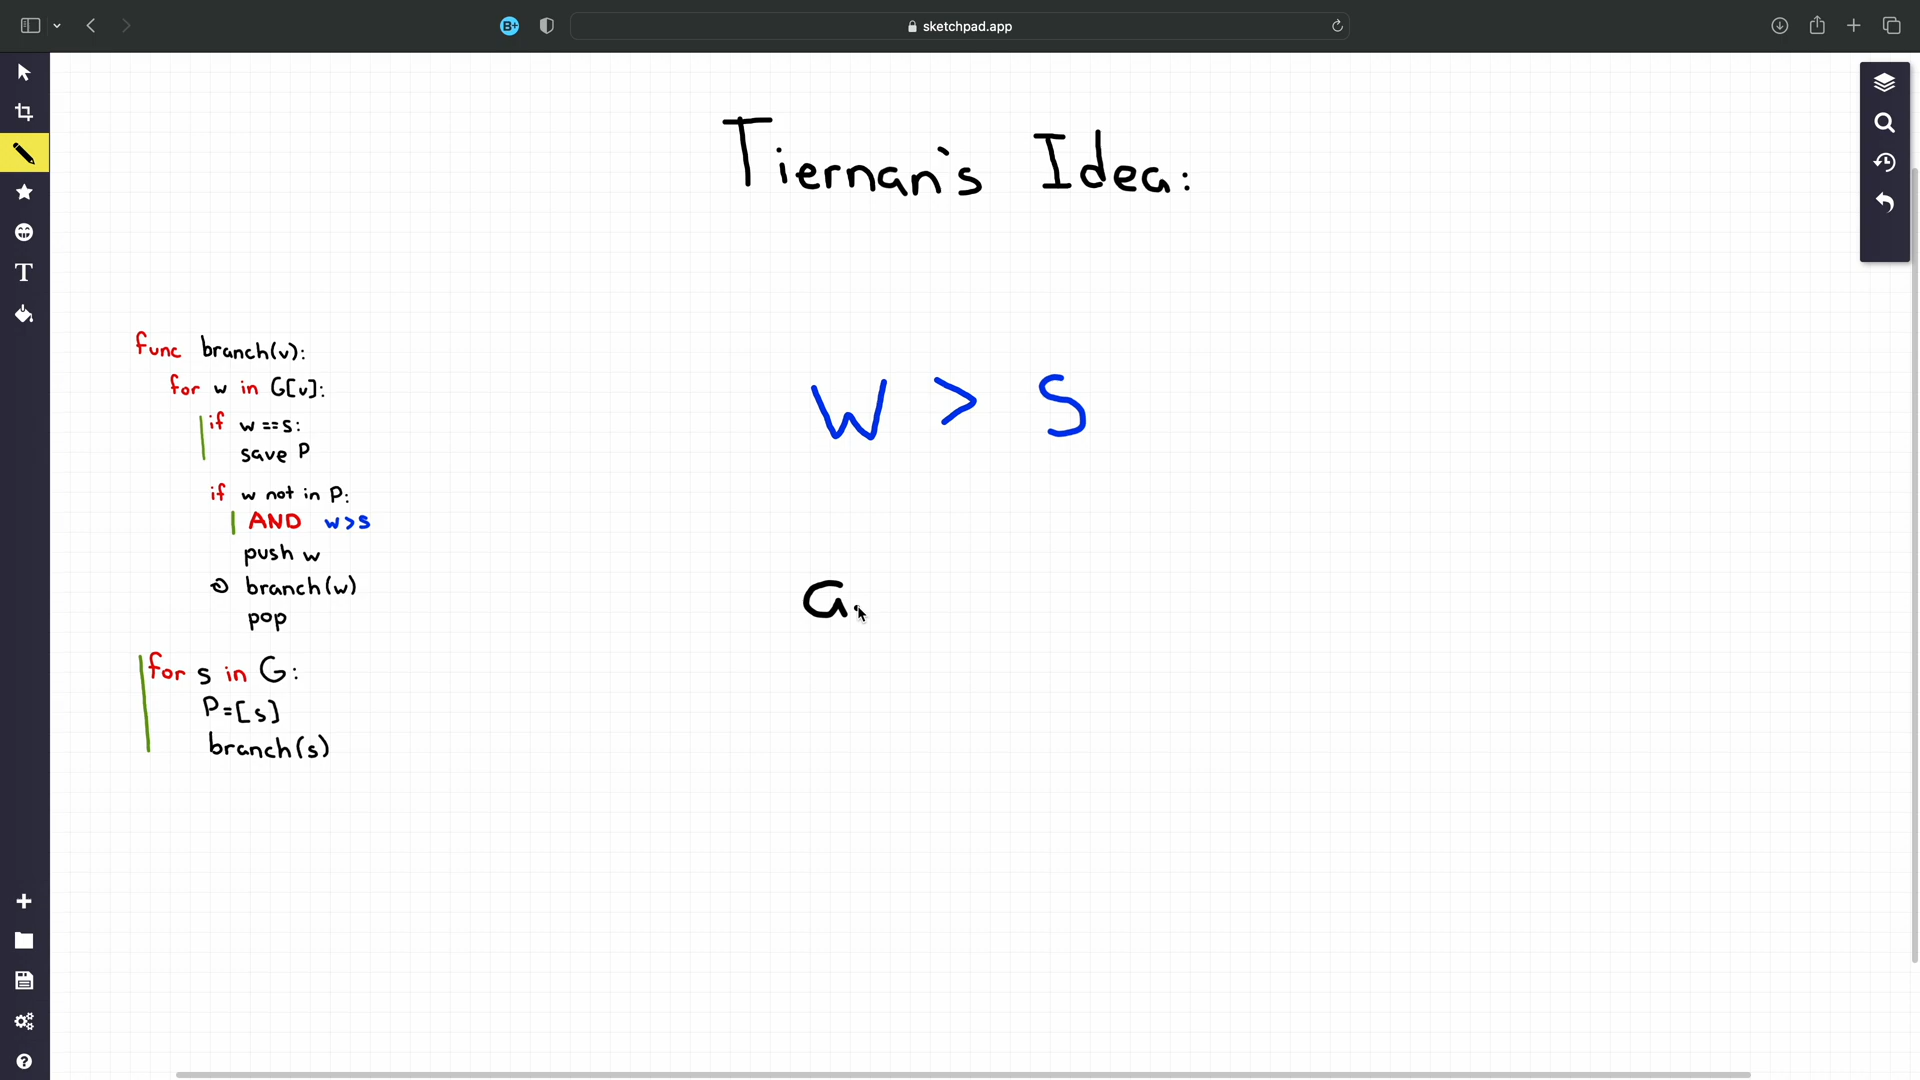 sketchpad.app
Tiernan's Idea:
func branch(v):
for w in G[v]:
if w == s:
save P
if w not in P:
AND w>s
push w
branch(w)
pop
for s in G:
P=[s]
branch(s)
W > S
a.